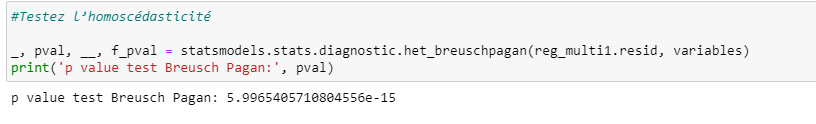 #Testez l’homoscédasticité
_, pval, __, f_pval = statsmodels.stats.diagnostic.het_breuschpagan(reg_multi1.resid, variables)
print('p value test Breusch Pagan:', pval)
p value test Breusch Pagan: 5.9965405710804556e-15